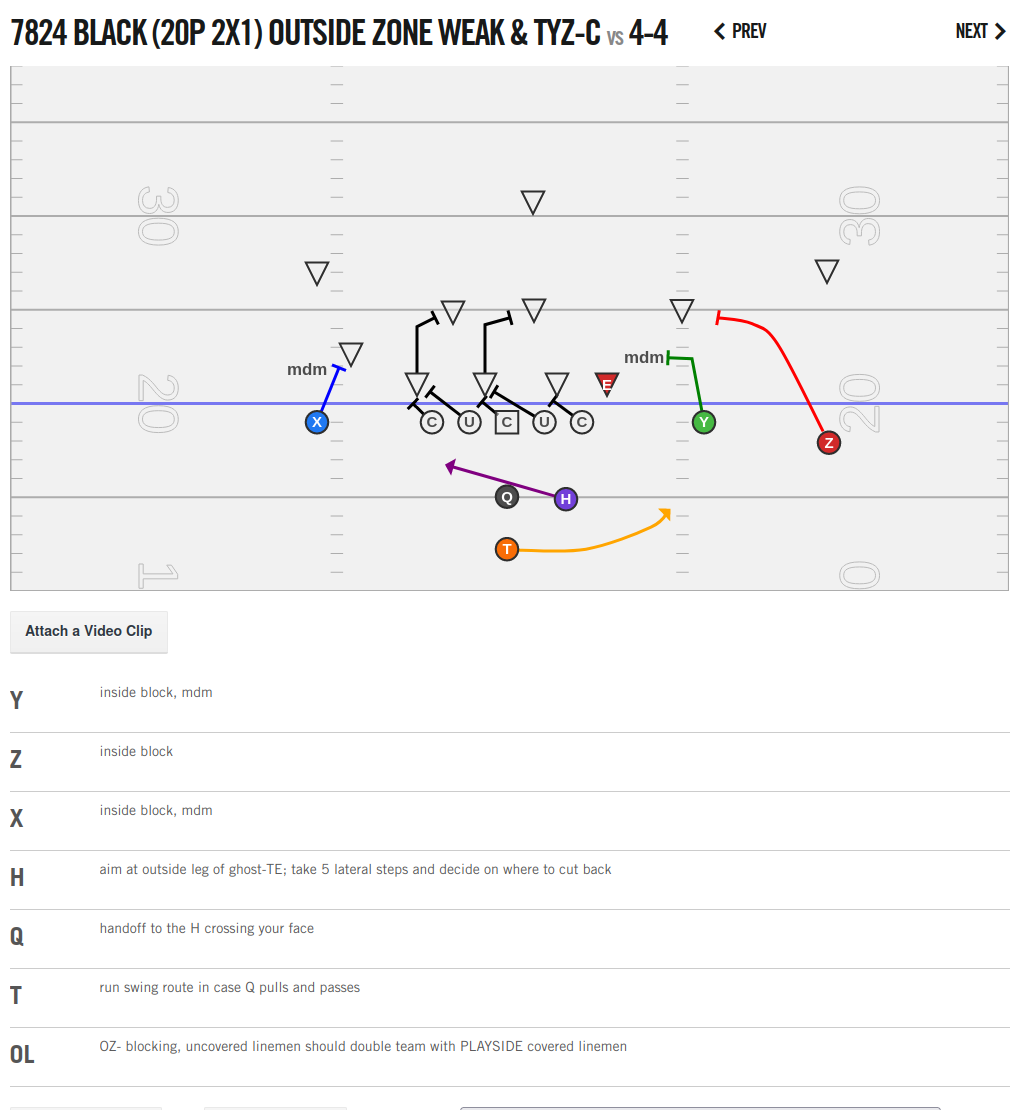 7824 BLACK (20P 2X1) OUTSIDE ZONE WEAK & TYZ-C VS 4-4
PREV
NEXT
30
30
E
mdm
mdm
20
20
X
C
U
C
U
C
Y
Z
Q
H
T
1
0
Attach a Video Clip
Y
inside block, mdm
Z
inside block
X
inside block, mdm
H
aim at outside leg of ghost-TE; take 5 lateral steps and decide on where to cut back
Q
handoff to the H crossing your face
T
run swing route in case Q pulls and passes
OL
OZ- blocking, uncovered linemen should double team with PLAYSIDE covered linemen